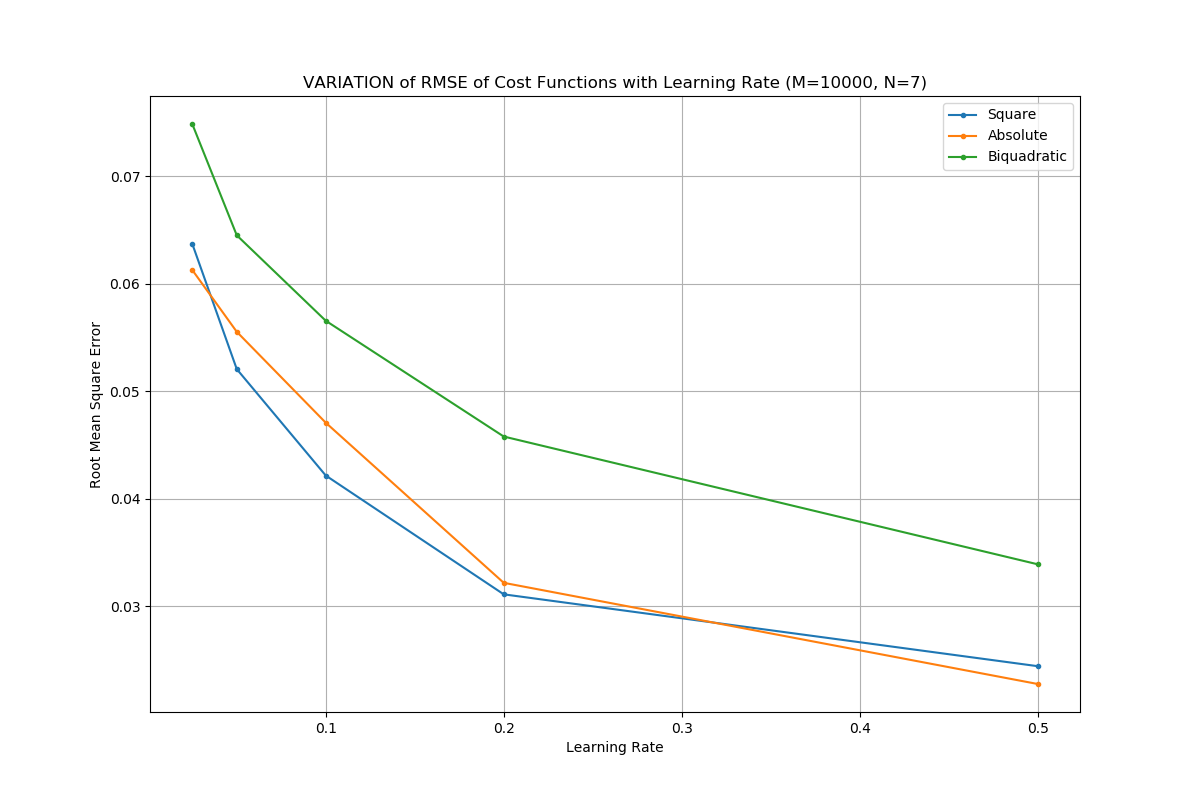 VARIATION of RMSE of Cost Functions with Learning Rate (M=10000, N=7)
Square
Absolute
Biquadratic
0.07
0.06
0.05
0.04
0.03
Root Mean Square Error
0.1 0.2 0.3 0.4 0.5
Learning Rate